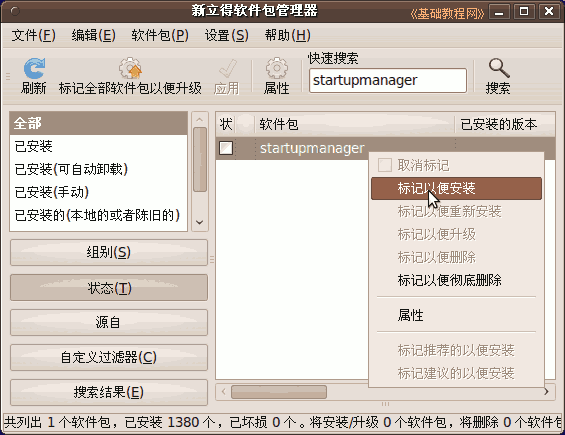 新立得软件包管理器
《基础教程网》
文件(F) 编辑(E) 软件包(P) 设置(S) 帮助(H)
快速搜索
刷新 标记全部软件包以便升级 应用 属性 startupmanager 搜索
全部
已安装
已安装(可自动卸载)
已安装(手动)
已安装的(本地的或者陈旧的)
组别(S)
状态(T)
源自
自定义过滤器(C)
搜索结果(E)
状 软件包 已安装的版本
startupmanager
取消标记
标记以便安装
标记以便重新安装
标记以便升级
标记以便删除
标记以便彻底删除
属性
标记推荐的以便安装
标记建议的以便安装
共列出 1 个软件包，已安装 1380 个，已坏损 0 个。将安装/升级 0 个软件包，将删除 0 个软件包